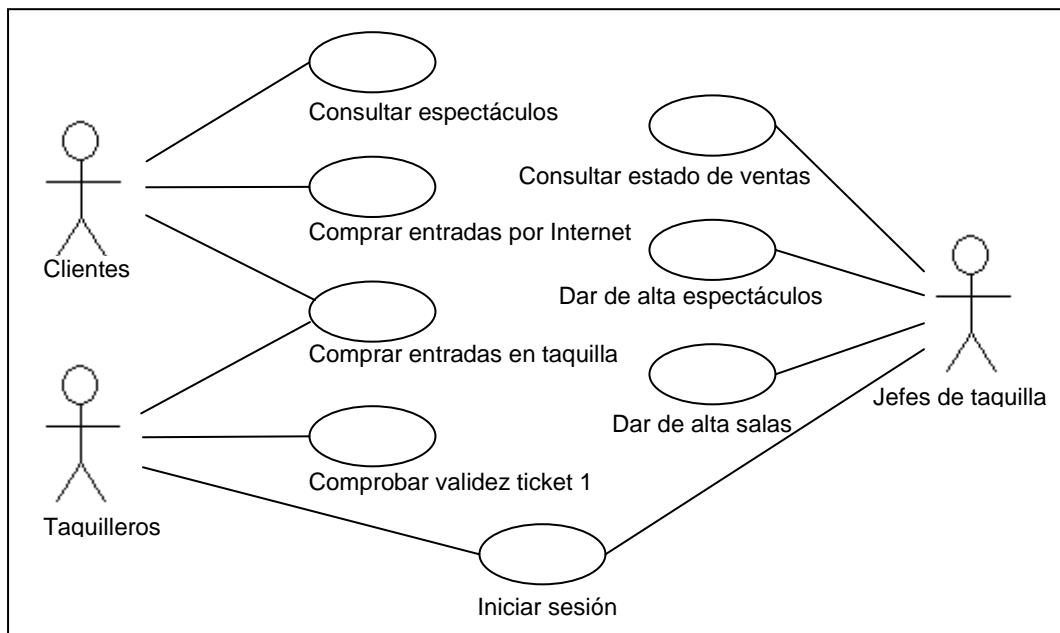 Consultar espectáculos
Consultar estado de ventas
Comprar entradas por Internet
Clientes
Dar de alta espectáculos
Comprar entradas en taquilla
Jefes de taquilla
Dar de alta salas
Comprobar validez ticket 1
Taquilleros
Iniciar sesión